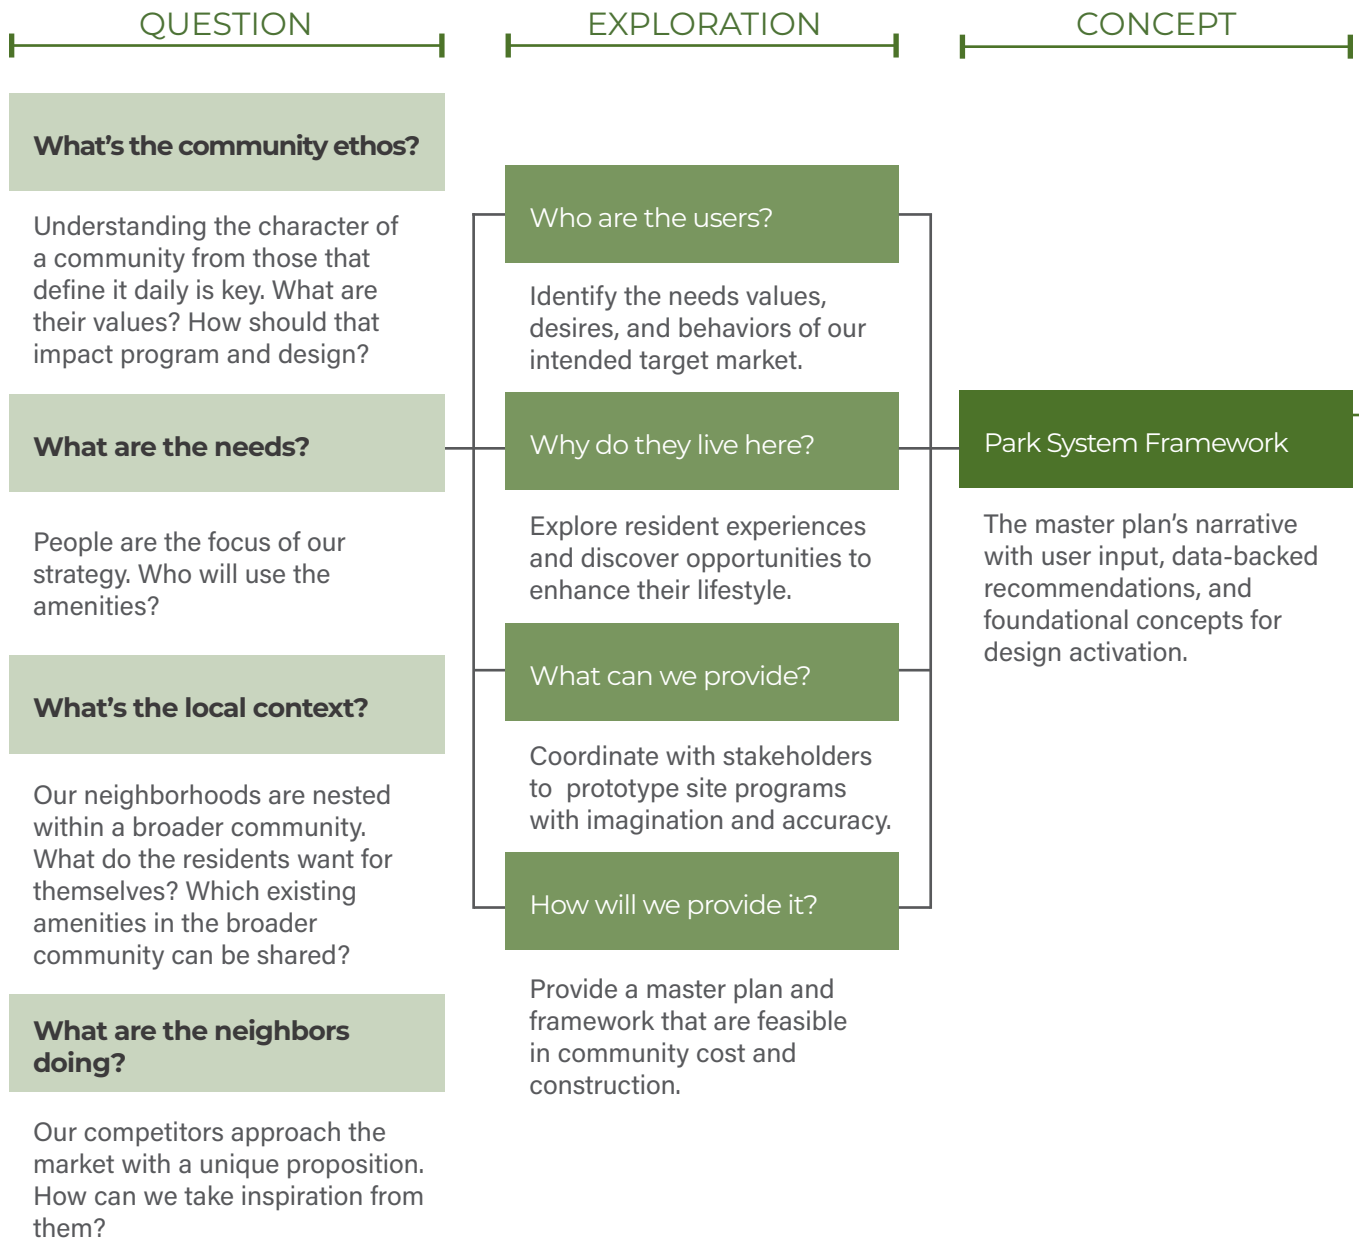 QUESTION
What's the community ethos?
Understanding the character of
a community from those that
define it daily is key. What are
their values? How should that
impact program and design?
What are the needs?
People are the focus of our
strategy. Who will use the
amenities?
What's the local context?
Our neighborhoods are nested
within a broader community.
What do the residents want for
themselves? Which existing
amenities in the broader
community can be shared?
What are the neighbors
doing?
Our competitors approach the
market with a unique proposition.
How can we take inspiration from
them?
EXPLORATION
Who are the users?
Identify the needs values,
desires, and behaviors of our
intended target market.
Why do they live here?
Explore resident experiences
and discover opportunities to
enhance their lifestyle.
What can we provide?
Coordinate with stakeholders
to  prototype site programs
with imagination and accuracy.
How will we provide it?
Provide a master plan and
framework that are feasible
in community cost and
construction.
CONCEPT
Park System Framework
The master plan's narrative
with user input, data-backed
recommendations, and
foundational concepts for
design activation.